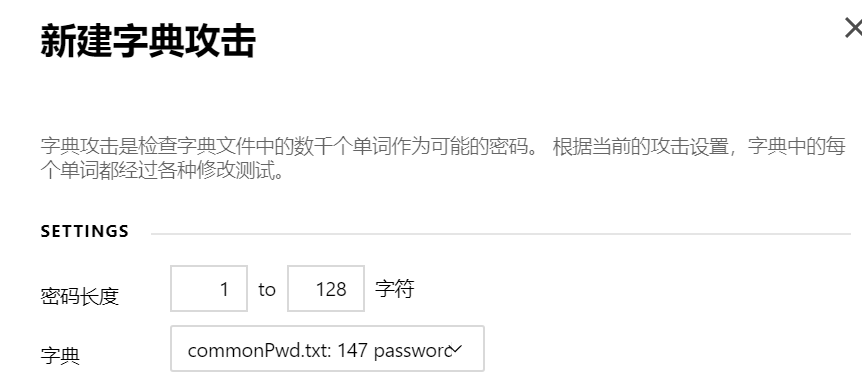 新建字典攻击
字典攻击是检查字典文件中的数千个单词作为可能的密码。 根据当前的攻击设置，字典中的每
个单词都经过各种修改测试。
SETTINGS
密码长度 1 to 128 字符
字典 commonPwd.txt: 147 password